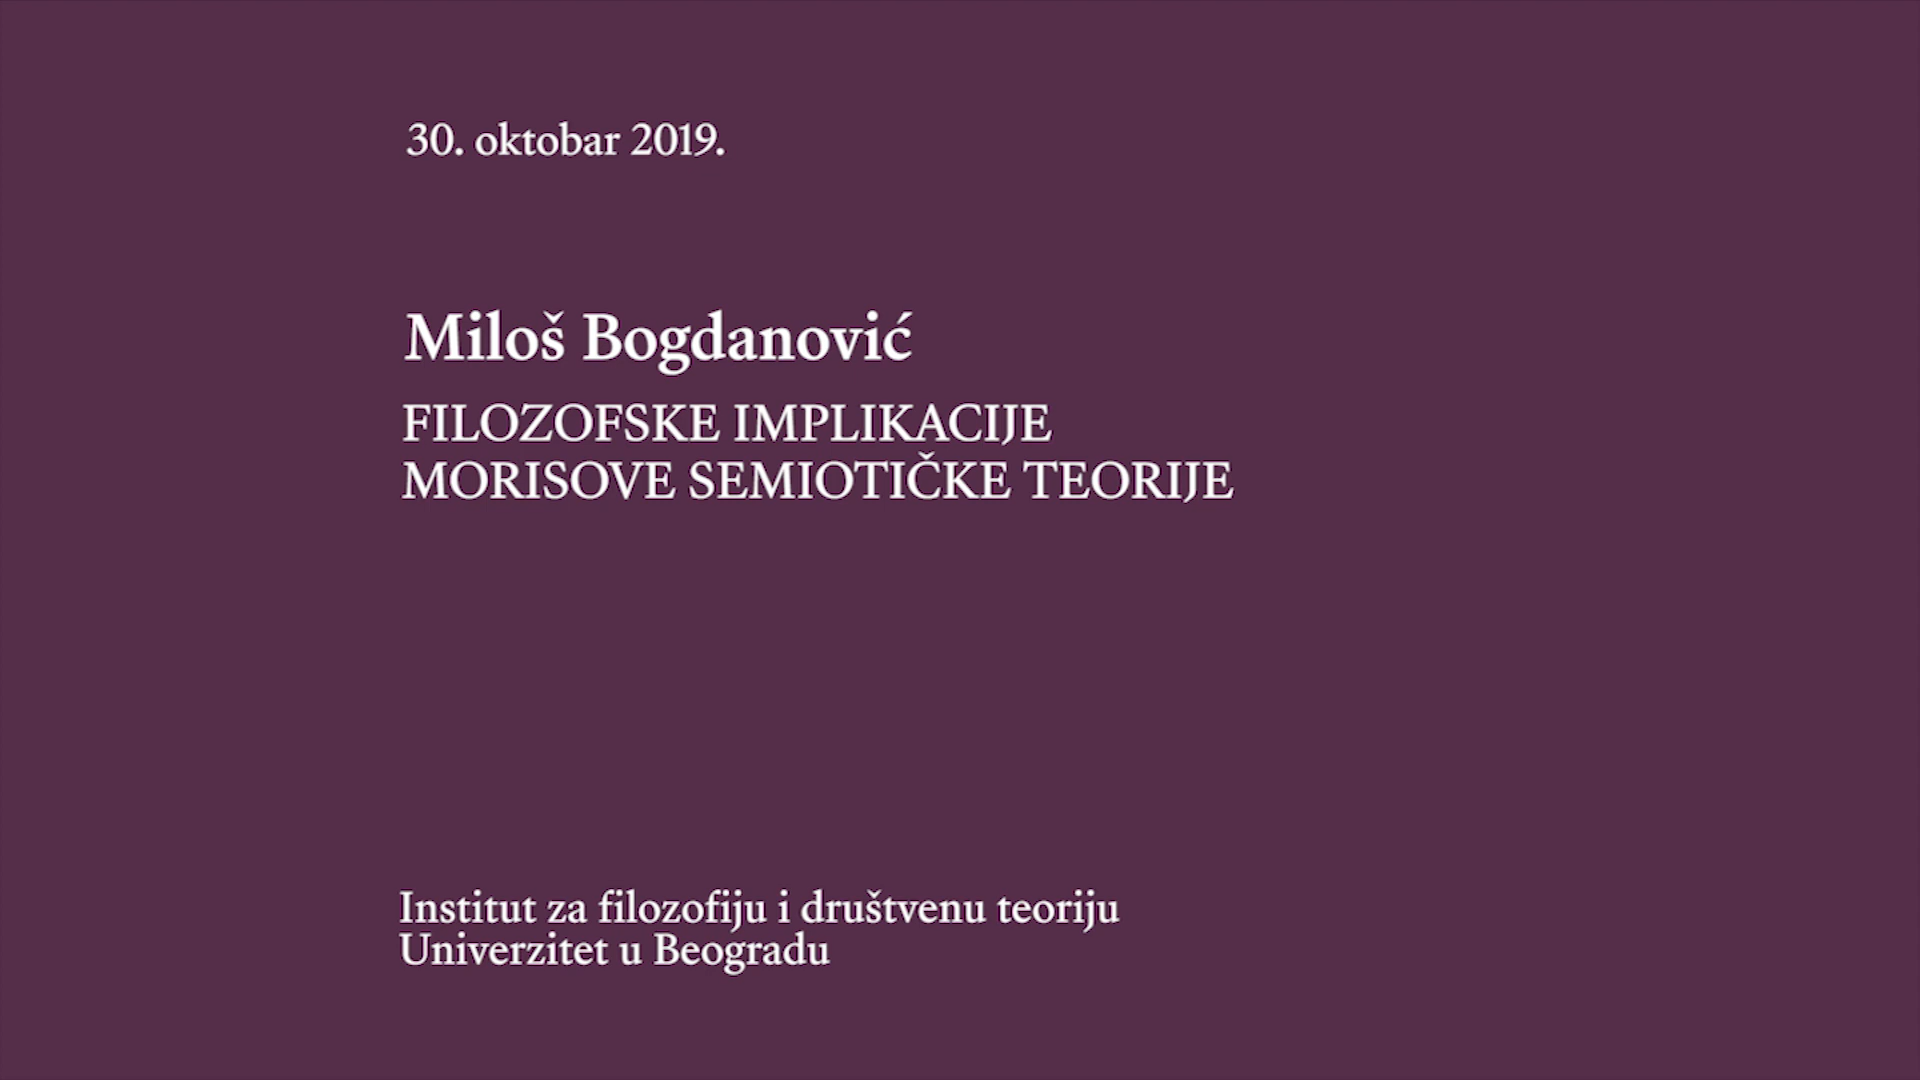 30. oktobar 2019.
Miloš Bogdanović
FILOZOFSKE IMPLIKACIJE
MORISOVE SEMIOTIČKE TEORIJE
Institut za filozofiju i društvenu teoriju
Univerzitet u Beogradu